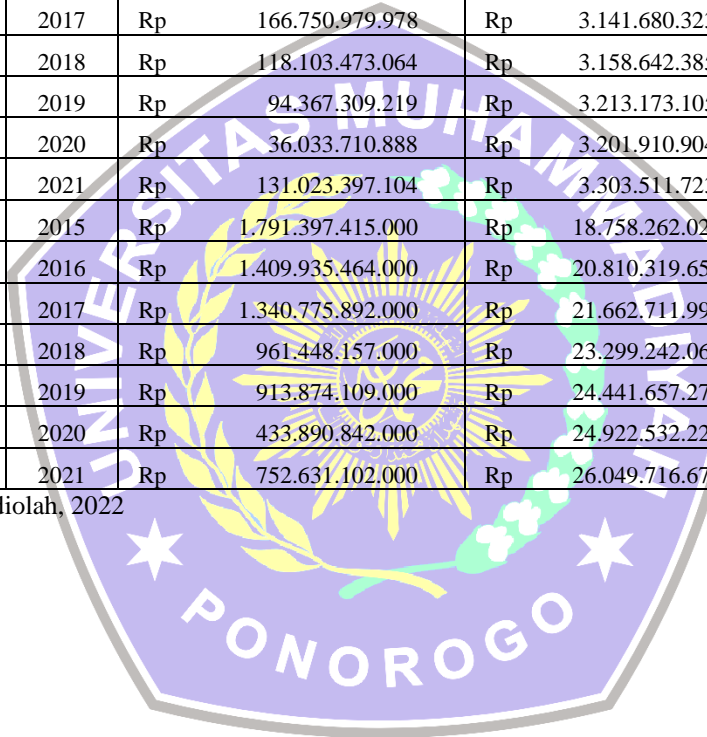 2017 Rp 166.750.979.978 Rp 3.141.680.323
2018 Rp 118.103.473.064 Rp 3.158.642.385
2019 Rp 94.367.309.219 Rp 3.213.173.105
2020 Rp 36.033.710.888 Rp 3.201.910.904
2021 Rp 131.023.397.104 Rp 3.303.511.723
2015 Rp 1.791.397.415.000 Rp 18.758.262.02
2016 Rp 1.409.935.464.000 Rp 20.810.319.65
2017 Rp 1.340.775.892.000 Rp 21.662.711.99
2018 Rp 961.448.157.000 Rp 23.299.242.06
2019 Rp 913.874.109.000 Rp 24.441.657.27
2020 Rp 433.890.842.000 Rp 24.922.532.22
2021 Rp 752.631.102.000 Rp 26.049.716.67
diolah, 2022
UNIVERSITAS MUHAMMADIYAH
PONOROGO